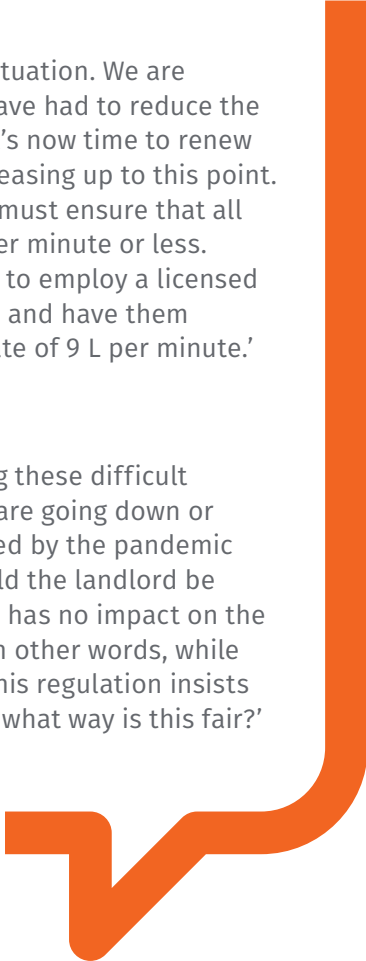 tuation. We are
ave had to reduce the
’s now time to renew
easing up to this point.
must ensure that all
er minute or less.
to employ a licensed
and have them
ate of 9 L per minute.’
g these difficult
are going down or
ed by the pandemic
ld the landlord be
has no impact on the
n other words, while
his regulation insists
what way is this fair?’